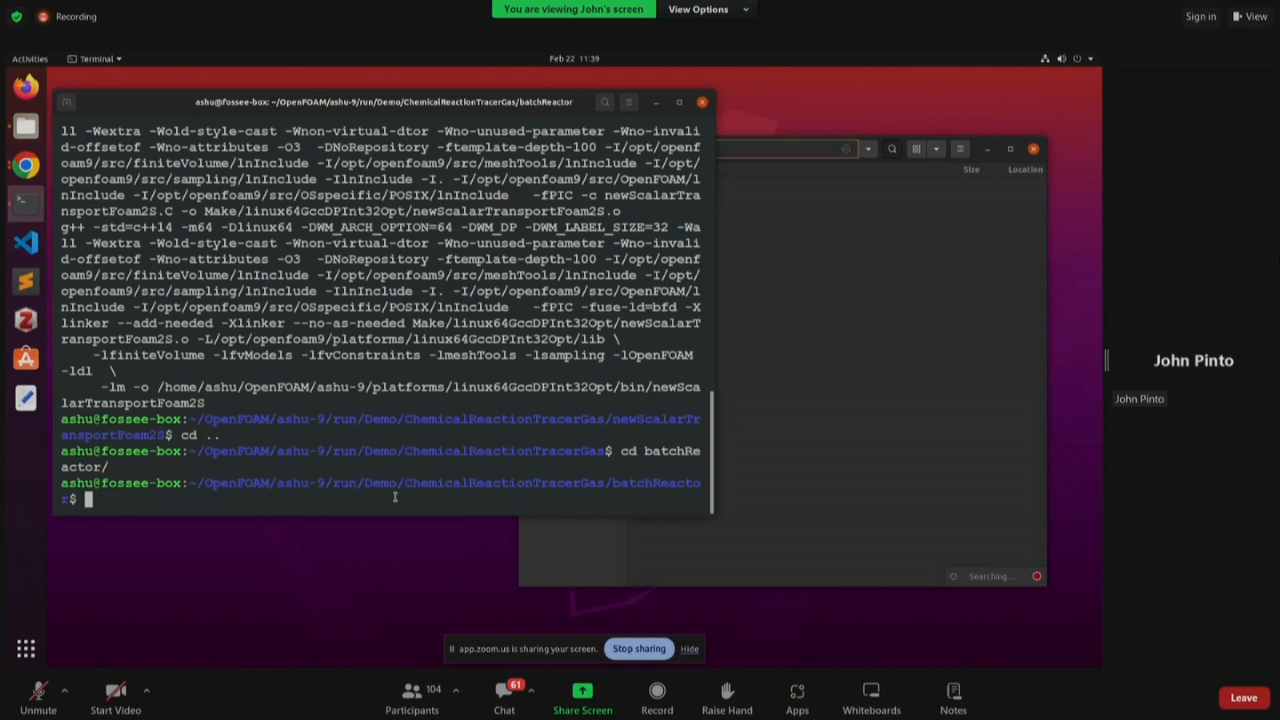 Recording
You are viewing John's screen
View Options
Sign in
View
Activities
Terminal
Feb 22 11:39
ashu@fossee-box: ~/OpenFOAM/ashu-9/run/Demo/ChemicalReactionTracerGas/batchReactor
ll -Wextra -Wold-style-cast -Wnon-virtual-dtor -Wno-unused-parameter -Wno-invali
d-offsetof -Wno-attributes -O3  -DNoRepository -ftemplate-depth-100 -I/opt/openf
oam9/src/finiteVolume/lnInclude -I/opt/openfoam9/src/meshTools/lnInclude -I/opt/
openfoam9/src/sampling/lnInclude -IlnInclude -I. -I/opt/openfoam9/src/OpenFOAM/l
nInclude -I/opt/openfoam9/src/OSspecific/POSIX/lnInclude   -fPIC -c newScalarTra
nsportFoam2S.C -o Make/linux64GccDPInt32Opt/newScalarTransportFoam2S.o
g++ -std=c++14 -m64 -Dlinux64 -DWM_ARCH_OPTION=64 -DWM_DP -DWM_LABEL_SIZE=32 -Wa
ll -Wextra -Wold-style-cast -Wnon-virtual-dtor -Wno-unused-parameter -Wno-invali
d-offsetof -Wno-attributes -O3  -DNoRepository -ftemplate-depth-100 -I/opt/openf
oam9/src/finiteVolume/lnInclude -I/opt/openfoam9/src/meshTools/lnInclude -I/opt/
openfoam9/src/sampling/lnInclude -IlnInclude -I. -I/opt/openfoam9/src/OpenFOAM/l
nInclude -I/opt/openfoam9/src/OSspecific/POSIX/lnInclude   -fPIC -fuse-ld=bfd -X
linker --add-needed -Xlinker --no-as-needed Make/linux64GccDPInt32Opt/newScalarT
ransportFoam2S.o -L/opt/openfoam9/platforms/linux64GccDPInt32Opt/lib \
-lfiniteVolume -lfvModels -lfvConstraints -lmeshTools -lsampling -lOpenFOAM
-ldl  \
-lm -o /home/ashu/OpenFOAM/ashu-9/platforms/linux64GccDPInt32Opt/bin/newSca
larTransportFoam2S
ashu@fossee-box:~/OpenFOAM/ashu-9/run/Demo/ChemicalReactionTracerGas/newScalarTr
ansportFoam2S$ cd ..
ashu@fossee-box:~/OpenFOAM/ashu-9/run/Demo/ChemicalReactionTracerGas$ cd batchRe
actor/
ashu@fossee-box:~/OpenFOAM/ashu-9/run/Demo/ChemicalReactionTracerGas/batchReacto
r$
Size
Location
Searching...
John Pinto
John Pinto
app.zoom.us is sharing your screen.
Stop sharing
Hide
Unmute
Start Video
104
Participants
61
Chat
Share Screen
Record
Raise Hand
Apps
Whiteboards
Notes
Leave